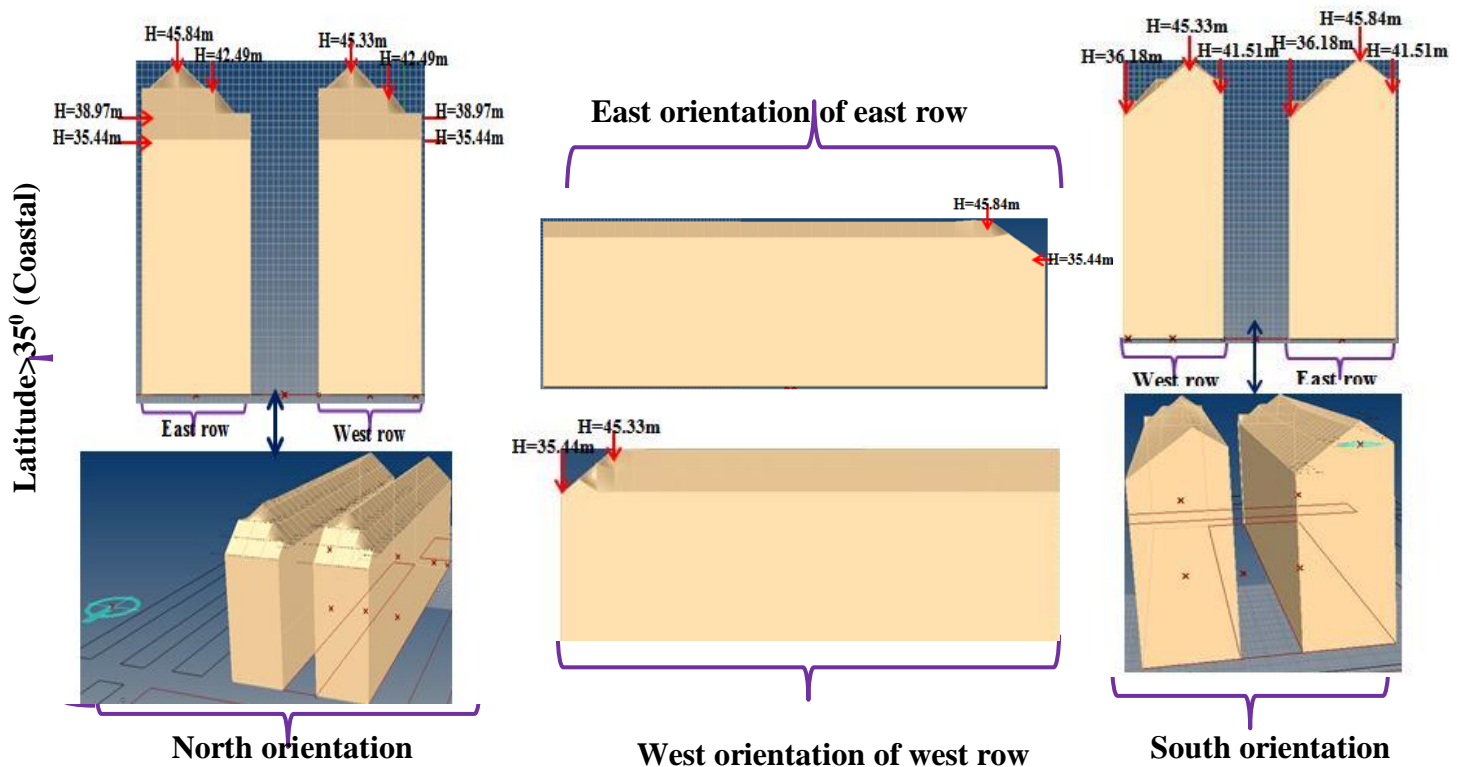 Latitude>35⁰ (Coastal)
H=45.84m
H=42.49m
H=38.97m
H=35.44m
H=45.33m
H=42.49m
H=38.97m
H=35.44m
East row
West row
North orientation
East orientation of east row
H=45.84m
H=35.44m
H=45.33m
H=35.44m
West orientation of west row
H=45.33m
H=36.18m
H=41.51m
H=45.84m
H=36.18m
H=41.51m
West row
East row
South orientation